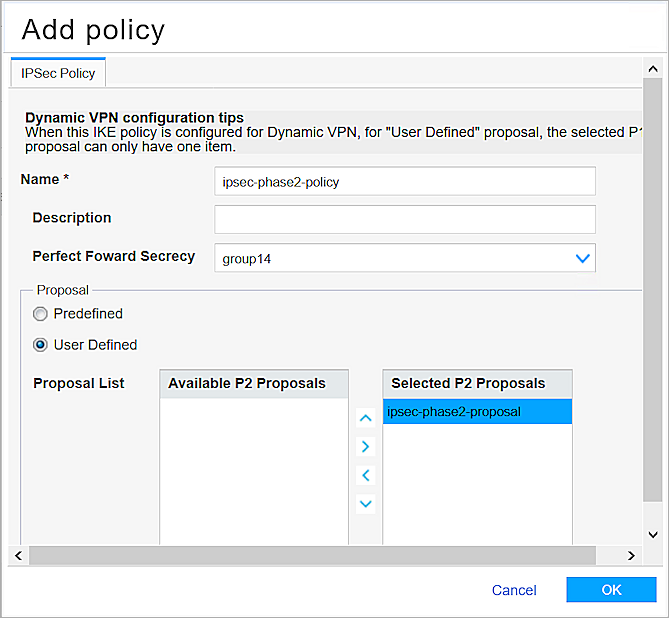 Add policy
IPSec Policy
Dynamic VPN configuration tips
When this IKE policy is configured for Dynamic VPN, for "User Defined" proposal, the selected P1
proposal can only have one item.
Name * ipsec-phase2-policy
Description
Perfect Foward Secrecy group14
Proposal
Predefined
User Defined
Proposal List Available P2 Proposals Selected P2 Proposals
ipsec-phase2-proposal
Cancel OK